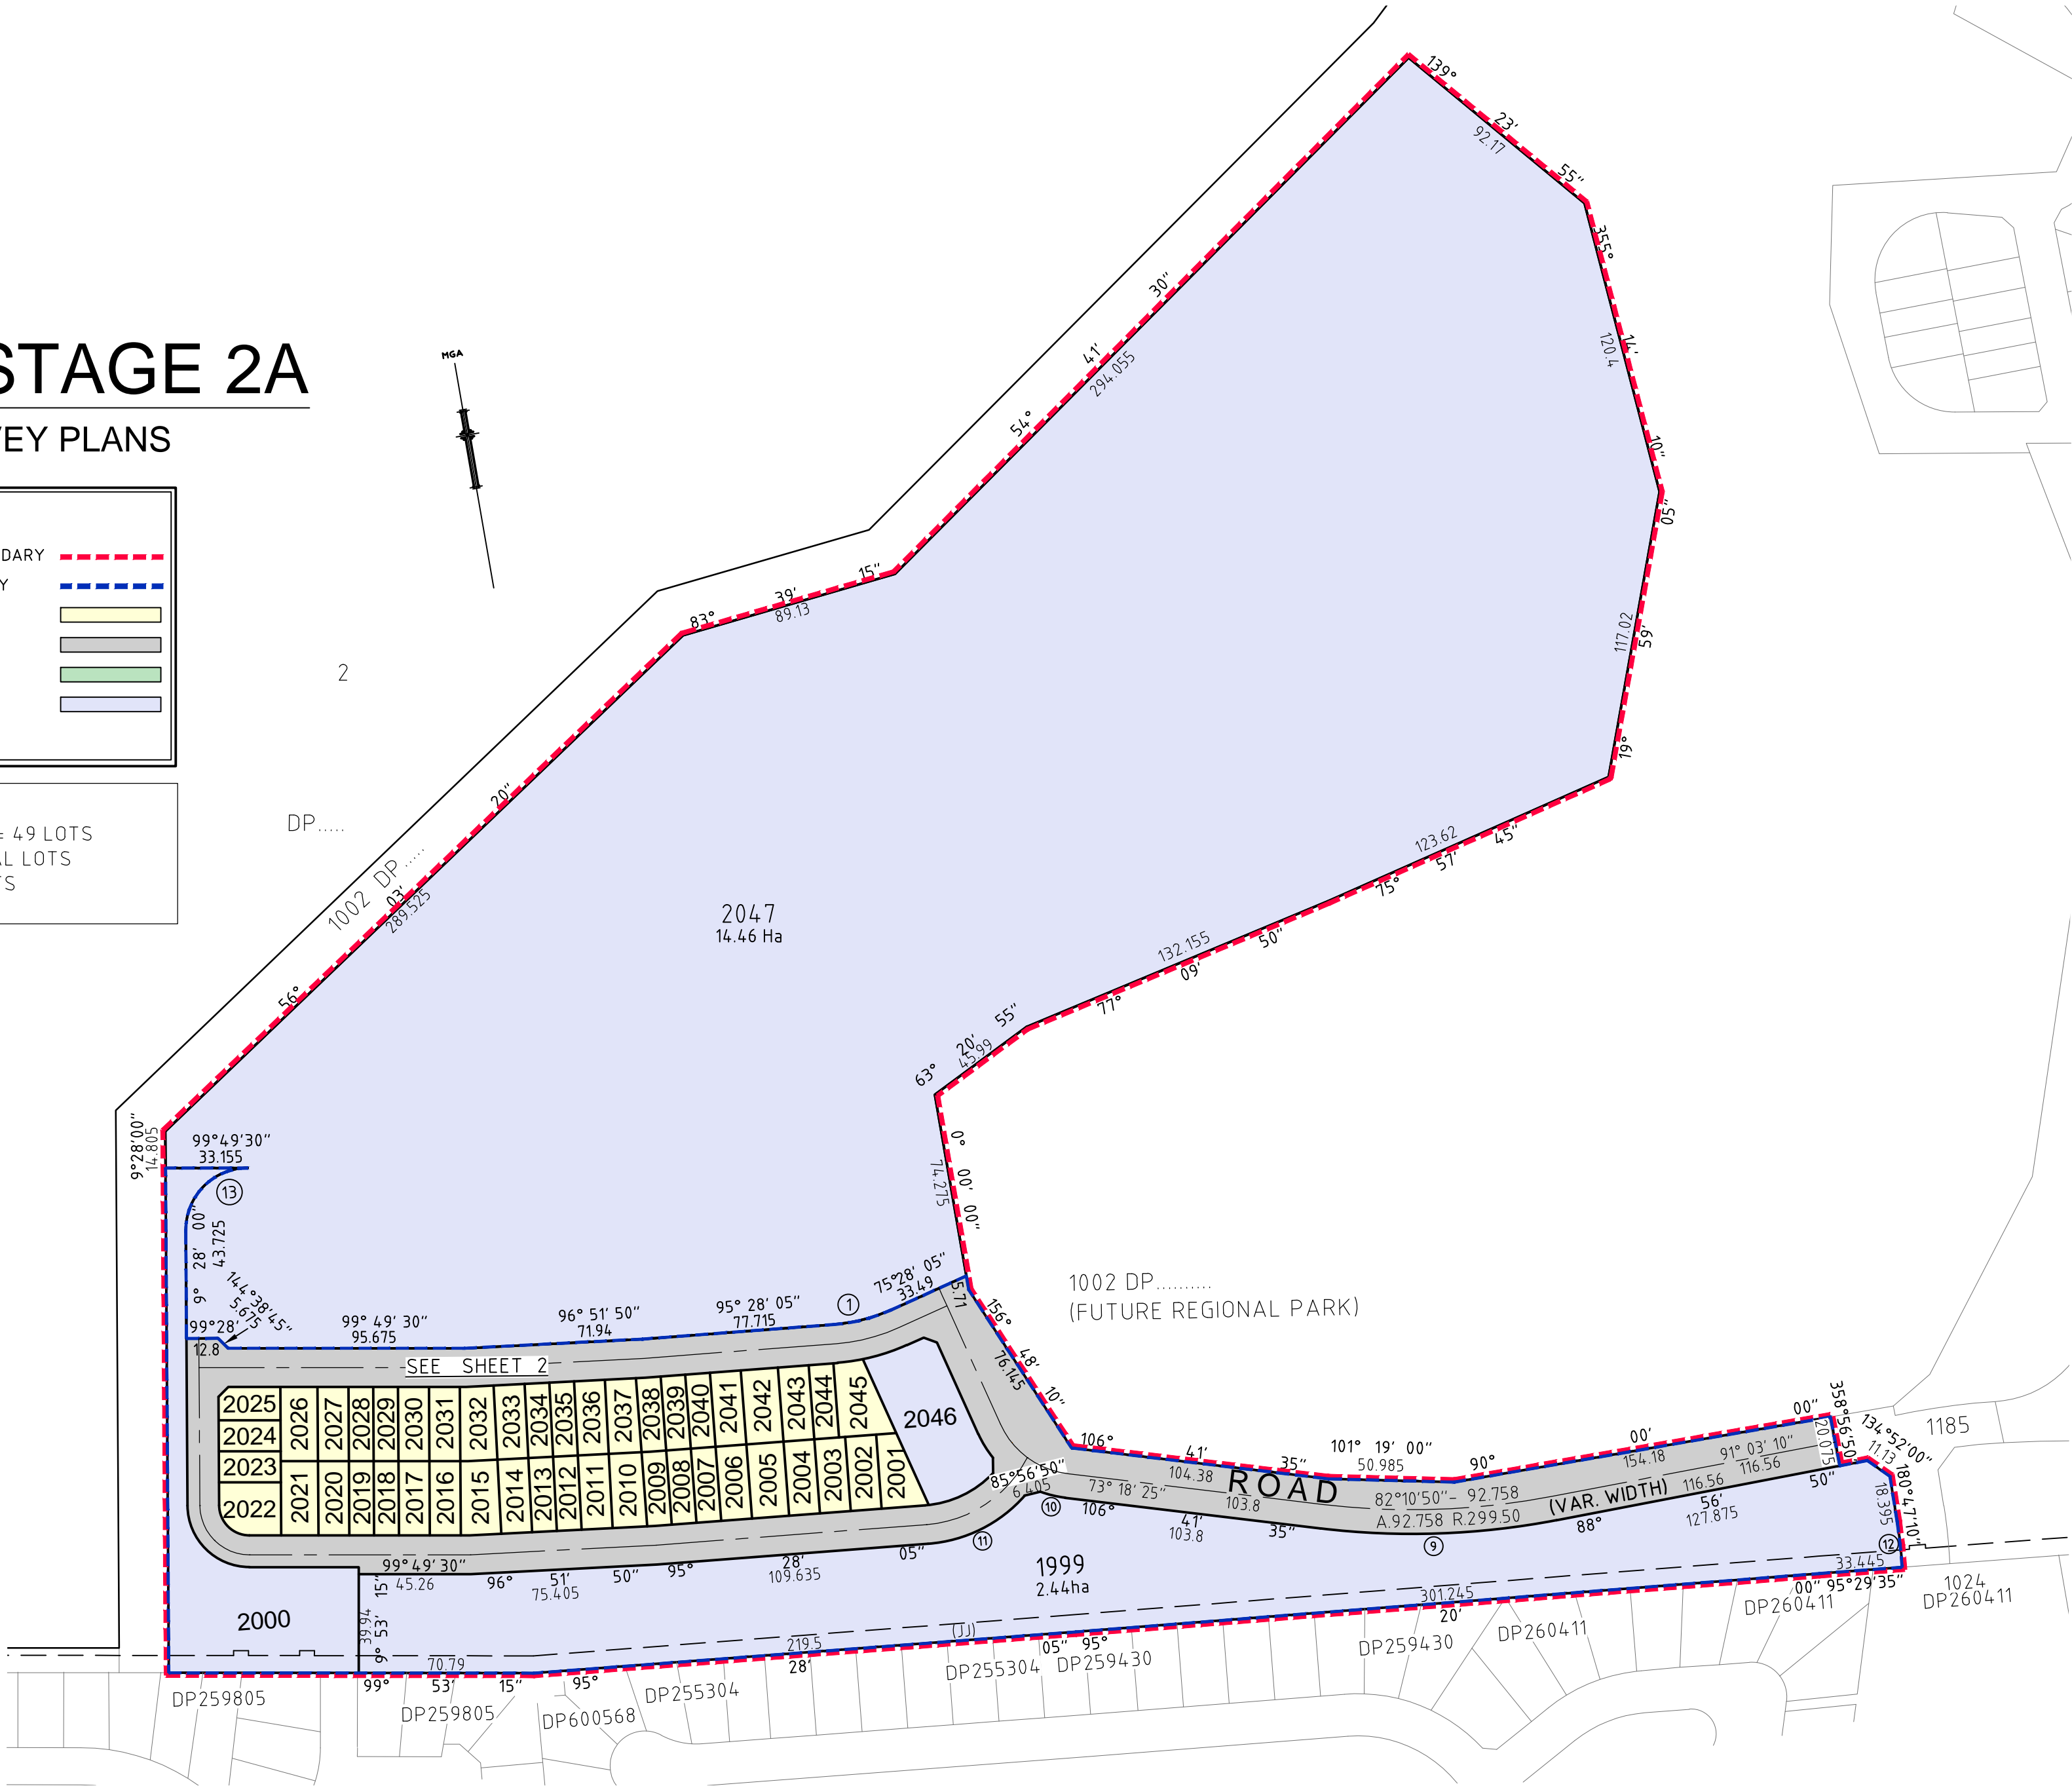 STAGE 2A
VEY PLANS
MGA
DARY
Y
= 49 LOTS
AL LOTS
TS
2
DP.....
1002 DP .....
139° 23' 55"
92.17
355° 14' 10"
120.4
19° 59' 05"
117.02
54° 41' 30"
294.055
83° 39' 15"
89.13
56° 03' 20"
289.525
2047
14.46 Ha
75° 57' 45"
123.62
77° 09' 50"
132.155
63° 20' 55"
45.99
0° 00' 00"
74.275
9°28'00"
14.805
99°49'30"
33.155
13
9° 28' 00"
43.725
144°38'45"
5.675
99°28'
12.8
99° 49' 30"
95.675
96° 51' 50"
71.94
95° 28' 05"
77.715
1
75°28' 05"
33.49
5.71
156° 48' 10"
76.145
1002 DP..........
(FUTURE REGIONAL PARK)
SEE SHEET 2
2025
2024
2023
2022
2026
2027
2028
2029
2030
2031
2032
2033
2034
2035
2036
2037
2038
2039
2040
2041
2042
2043
2044
2045
2046
2021
2020
2019
2018
2017
2016
2015
2014
2013
2012
2011
2010
2009
2008
2007
2006
2005
2004
2003
2002
2001
85°56'50"
6.405
10
11
106° 41' 35"
104.38
101° 19' 00"
50.985
90° 00' 00"
154.18
ROAD
(VAR. WIDTH)
73° 18' 25"
103.8
82°10'50"- 92.758
A.92.758 R.299.50
91° 03' 10"
116.56
116.56
106° 41' 35"
103.8
9
88° 56' 50"
127.875
358°56'50"
20.075
134°52'00"
11.13
180°47'10"
18.395
12
1185
99°49'30"
45.26
96° 51' 50"
75.405
95° 28' 05"
109.635
1999
2.44ha
2000
9° 53' 15"
39.94
70.79
99° 53' 15"
219.5
95° 28' 05"
(JJ)
301.245
95° 20' 00"
33.445
95°29'35"
DP259805
DP259805
DP600568
DP255304
DP255304
DP259430
DP259430
DP260411
DP260411
1024
DP260411